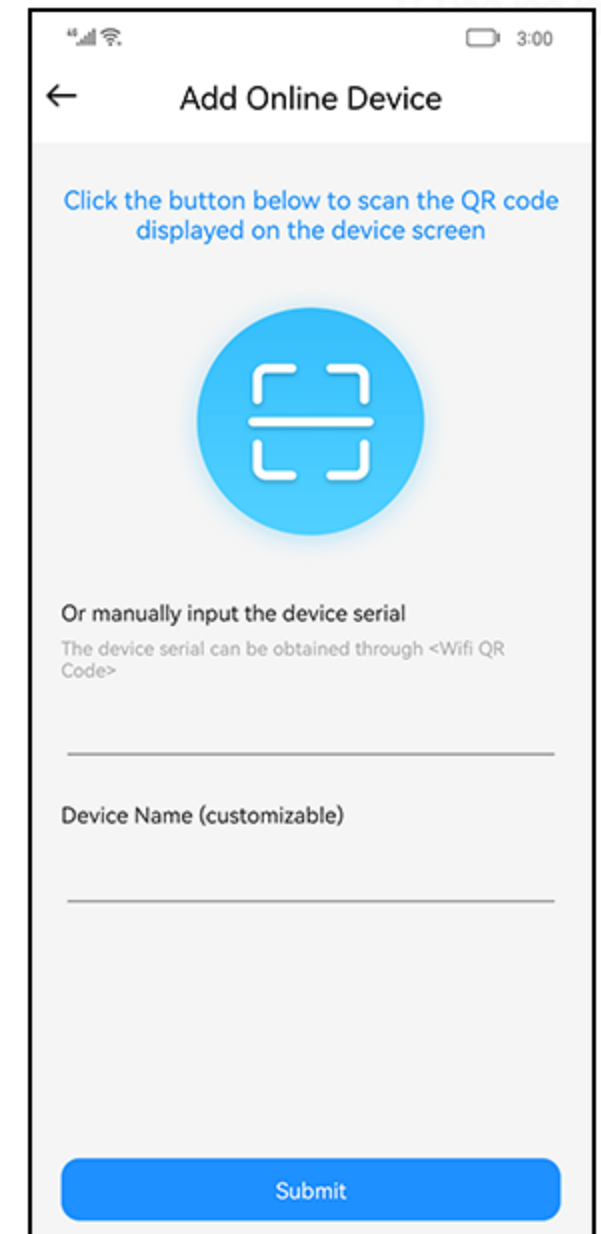 4G 3:00
Add Online Device
Click the button below to scan the QR code
displayed on the device screen
Or manually input the device serial
The device serial can be obtained through <Wifi QR
Code>
Device Name (customizable)
Submit